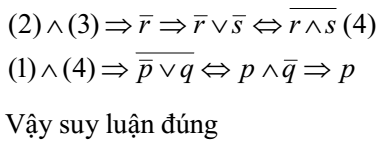 (2) ∧ (3) ⇒ r̅ ⇒ r̅ ∨ s̅ ⇔ \overline{r ∧ s} (4)
(1) ∧ (4) ⇒ \overline{p̅ ∨ q} ⇔ p ∧ q̅ ⇒ p
Vậy suy luận đúng